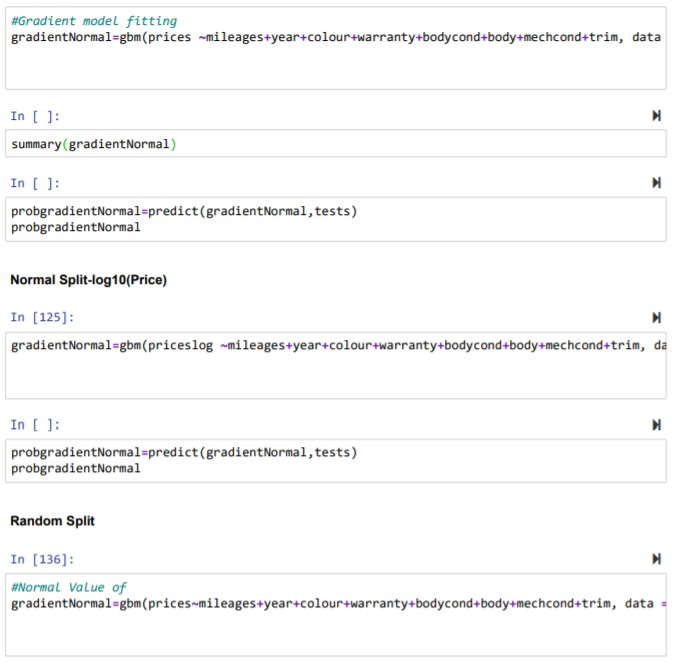 #Gradient model fitting
gradientNormal=gbm(prices ~mileages+year+colour+warranty+bodycond+body+mechcond+trim, data
In [ ]:
summary(gradientNormal)
In [ ]:
probgradientNormal=predict(gradientNormal,tests)
probgradientNormal
Normal Split-log10(Price)
In [125]:
gradientNormal=gbm(priceslog ~mileages+year+colour+warranty+bodycond+body+mechcond+trim, da
In [ ]:
probgradientNormal=predict(gradientNormal,tests)
probgradientNormal
Random Split
In [136]:
#Normal Value of
gradientNormal=gbm(prices~mileages+year+colour+warranty+bodycond+body+mechcond+trim, data =